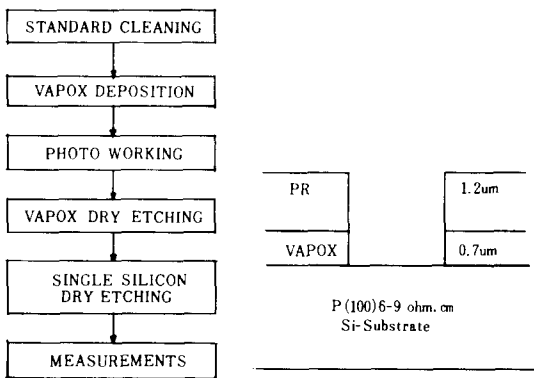 STANDARD CLEANING
VAPOX DEPOSITION
PHOTO WORKING
VAPOX DRY ETCHING
SINGLE SILICON
DRY ETCHING
MEASUREMENTS
PR 1.2um
VAPOX 0.7um
P(100)6-9 ohm.cm
Si-Substrate